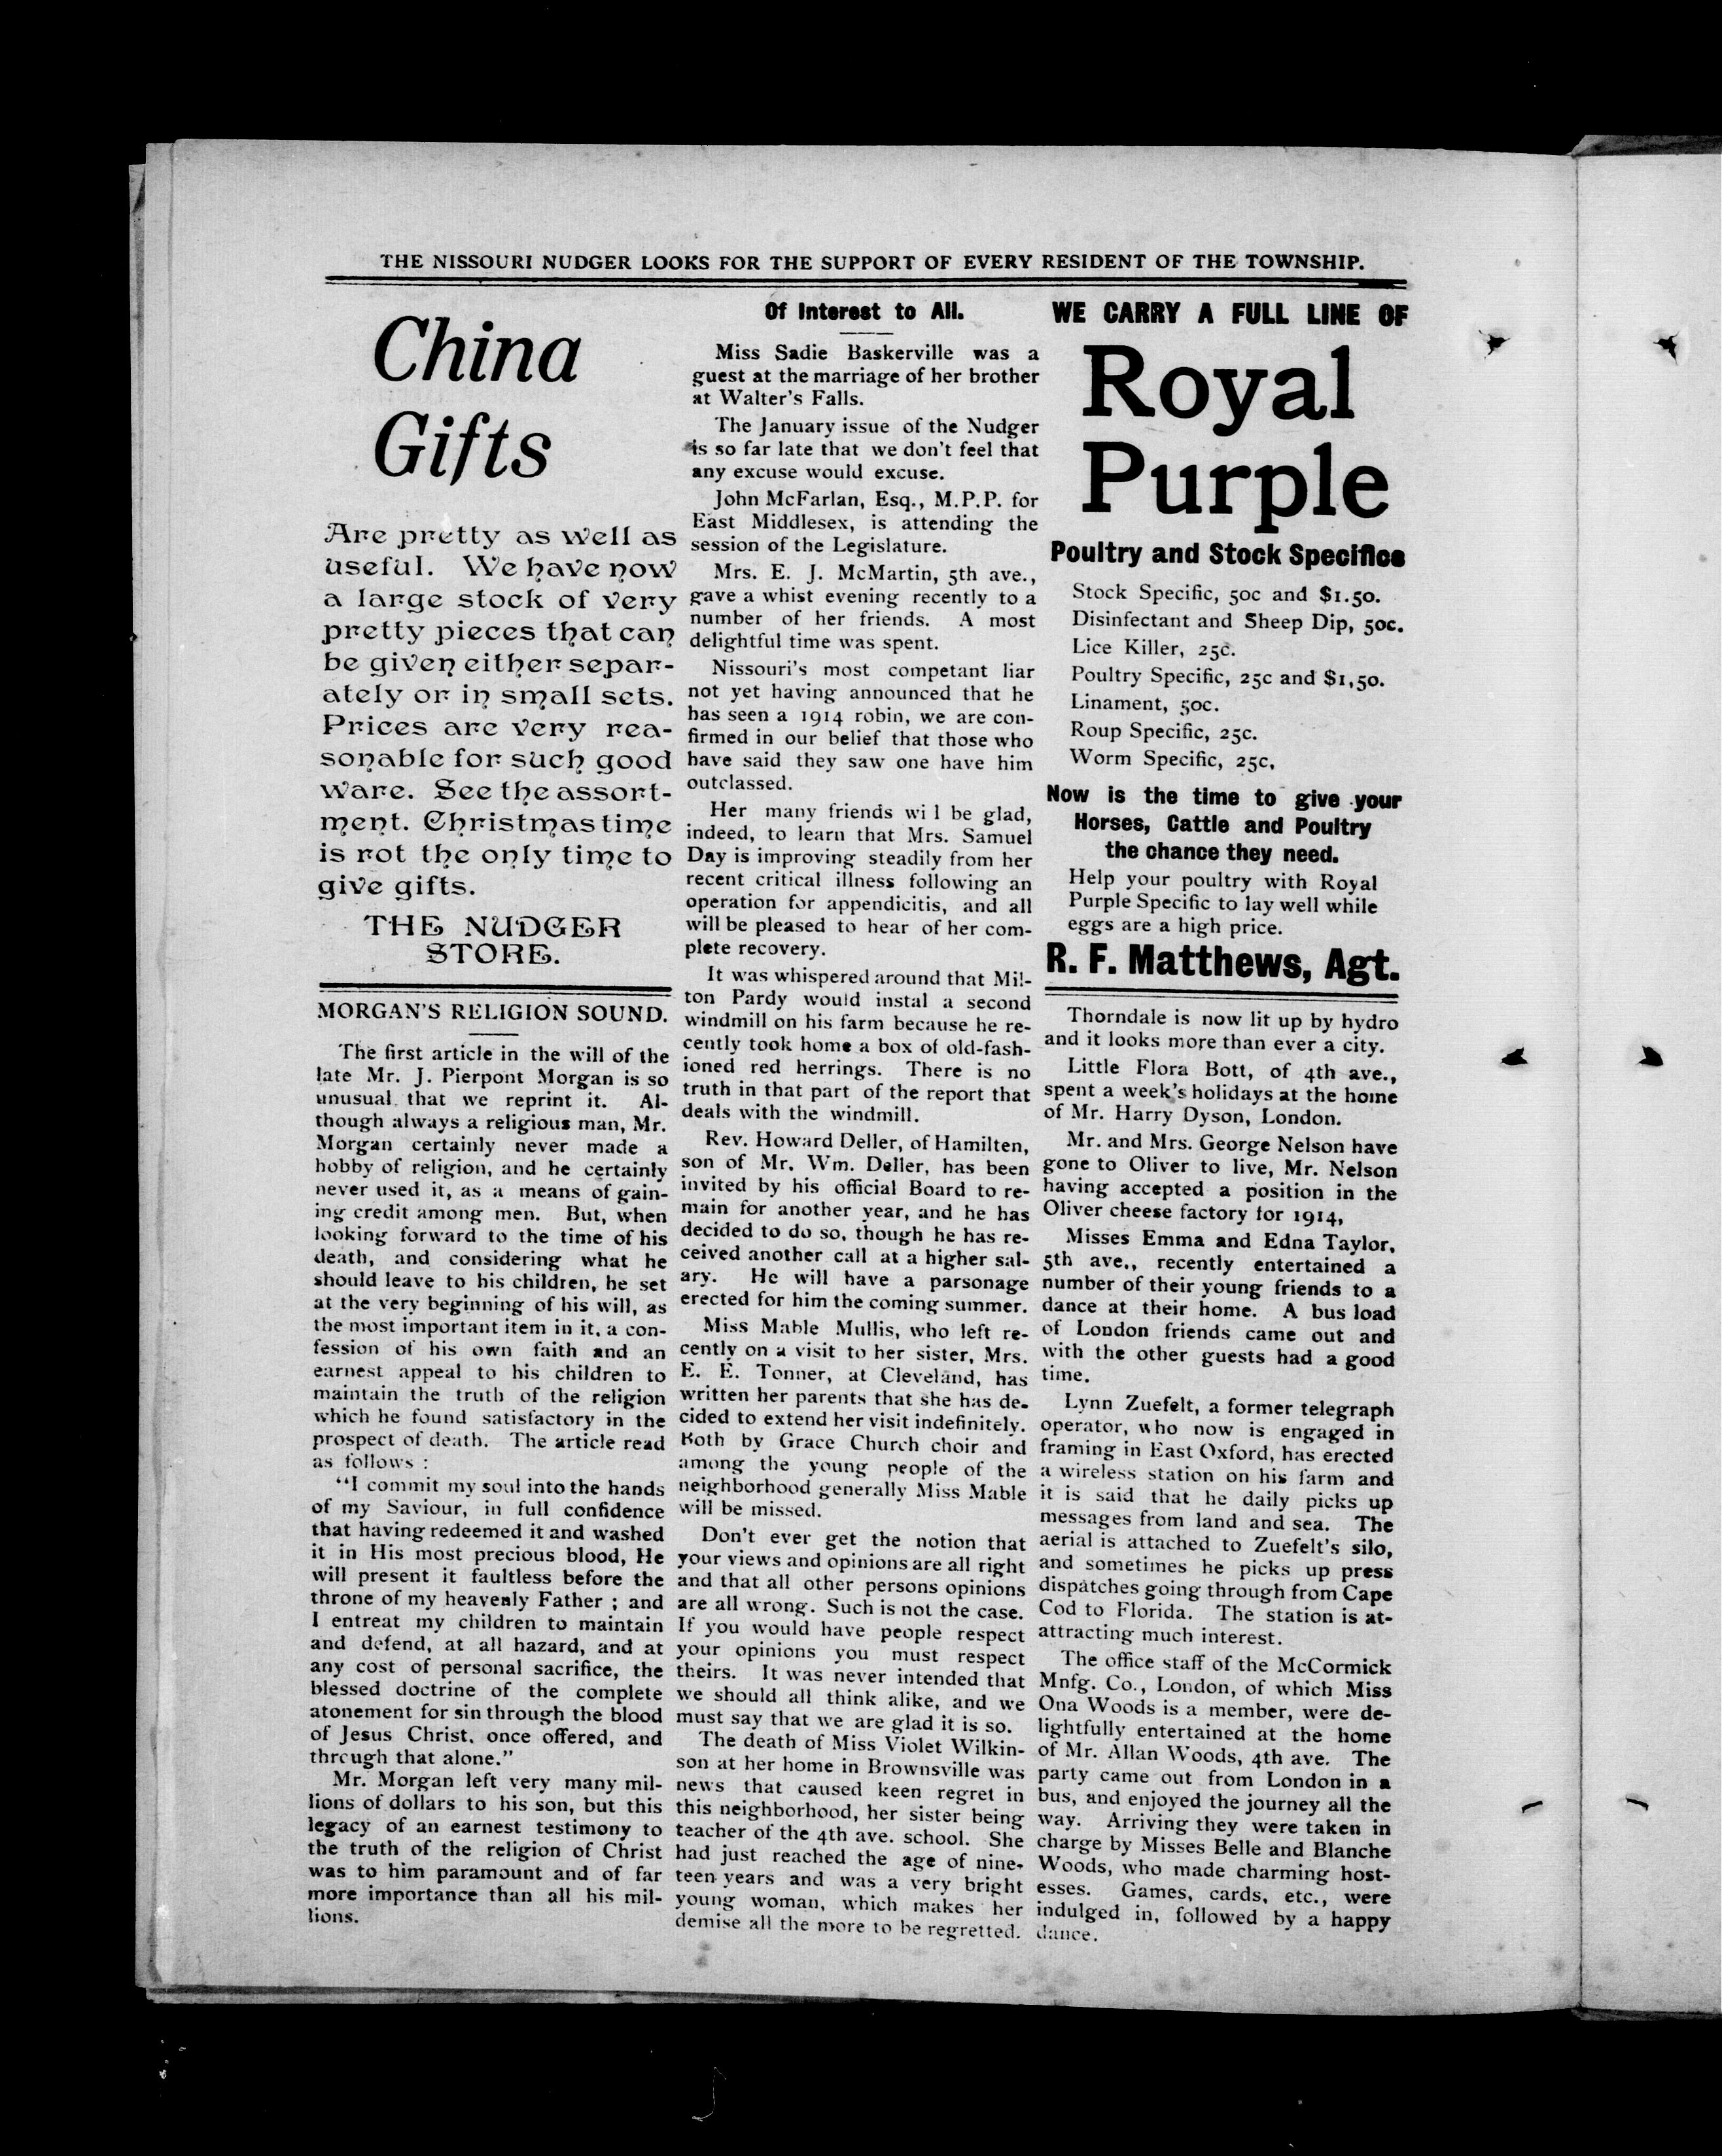 THE NISSOURI NUDGER LOOKS FOR THE SUPPORT OF EVERY RESIDENT OF THE TOWNSHIP.
China
Gifts
Are pretty as well as
useful. We have now
a large stock of very
pretty pieces that can
be given either separ-
ately or in small sets.
Prices are very rea-
sonable for such good
ware. See the assort-
ment. Christmas time
is not the only time to
give gifts.
THE NUDGER
STORE.
MORGAN'S RELIGION SOUND.
The first article in the will of the
late Mr. J. Pierpont Morgan is so
unusual that we reprint it. Al-
though always a religious man, Mr.
Morgan certainly never made a
hobby of religion, and he certainly
never used it, as a means of gain-
ing credit among men. But, when
looking forward to the time of his
death, and considering what he
should leave to his children, he set
at the very beginning of his will, as
the most important item in it, a con-
fession of his own faith and an
earnest appeal to his children to
maintain the truth of the religion
which he found satisfactory in the
prospect of death. The article read
as follows :
"I commit my soul into the hands
of my Saviour, in full confidence
that having redeemed it and washed
it in His most precious blood, He
will present it faultless before the
throne of my heavenly Father ; and
I entreat my children to maintain
and defend, at all hazard, and at
any cost of personal sacrifice, the
blessed doctrine of the complete
atonement for sin through the blood
of Jesus Christ, once offered, and
through that alone."
Mr. Morgan left very many mil-
lions of dollars to his son, but this
legacy of an earnest testimony to
the truth of the religion of Christ
was to him paramount and of far
more importance than all his mil-
lions.
Of Interest to All.
Miss Sadie Baskerville was a
guest at the marriage of her brother
at Walter's Falls.
The January issue of the Nudger
is so far late that we don't feel that
any excuse would excuse.
John McFarlan, Esq., M.P.P. for
East Middlesex, is attending the
session of the Legislature.
Mrs. E. J. McMartin, 5th ave.,
gave a whist evening recently to a
number of her friends. A most
delightful time was spent.
Nissouri's most competant liar
not yet having announced that he
has seen a 1914 robin, we are con-
firmed in our belief that those who
have said they saw one have him
outclassed.
Her many friends wi l be glad,
indeed, to learn that Mrs. Samuel
Day is improving steadily from her
recent critical illness following an
operation for appendicitis, and all
will be pleased to hear of her com-
plete recovery.
It was whispered around that Mil-
ton Pardy would instal a second
windmill on his farm because he re-
cently took home a box of old-fash-
ioned red herrings. There is no
truth in that part of the report that
deals with the windmill.
Rev. Howard Deller, of Hamilten,
son of Mr. Wm. Deller, has been
invited by his official Board to re-
main for another year, and he has
decided to do so, though he has re-
ceived another call at a higher sal-
ary. He will have a parsonage
erected for him the coming summer.
Miss Mable Mullis, who left re-
cently on a visit to her sister, Mrs.
E. E. Tonner, at Cleveland, has
written her parents that she has de-
cided to extend her visit indefinitely.
Both by Grace Church choir and
among the young people of the
neighborhood generally Miss Mable
will be missed.
Don't ever get the notion that
your views and opinions are all right
and that all other persons opinions
are all wrong. Such is not the case.
If you would have people respect
your opinions you must respect
theirs. It was never intended that
we should all think alike, and we
must say that we are glad it is so.
The death of Miss Violet Wilkin-
son at her home in Brownsville was
news that caused keen regret in
this neighborhood, her sister being
teacher of the 4th ave. school. She
had just reached the age of nine-
teen years and was a very bright
young woman, which makes her
demise all the more to be regretted.
WE CARRY A FULL LINE OF
Royal
Purple
Poultry and Stock Specifics
Stock Specific, 50c and $1.50.
Disinfectant and Sheep Dip, 50c.
Lice Killer, 25c.
Poultry Specific, 25c and $1,50.
Linament, 50c.
Roup Specific, 25c.
Worm Specific, 25c,
Now is the time to give your
Horses, Cattle and Poultry
the chance they need.
Help your poultry with Royal
Purple Specific to lay well while
eggs are a high price.
R. F. Matthews, Agt.
Thorndale is now lit up by hydro
and it looks more than ever a city.
Little Flora Bott, of 4th ave.,
spent a week's holidays at the home
of Mr. Harry Dyson, London.
Mr. and Mrs. George Nelson have
gone to Oliver to live, Mr. Nelson
having accepted a position in the
Oliver cheese factory for 1914,
Misses Emma and Edna Taylor,
5th ave., recently entertained a
number of their young friends to a
dance at their home. A bus load
of London friends came out and
with the other guests had a good
time.
Lynn Zuefelt, a former telegraph
operator, who now is engaged in
framing in East Oxford, has erected
a wireless station on his farm and
it is said that he daily picks up
messages from land and sea. The
aerial is attached to Zuefelt's silo,
and sometimes he picks up press
dispatches going through from Cape
Cod to Florida. The station is at-
attracting much interest.
The office staff of the McCormick
Mnfg. Co., London, of which Miss
Ona Woods is a member, were de-
lightfully entertained at the home
of Mr. Allan Woods, 4th ave. The
party came out from London in a
bus, and enjoyed the journey all the
way. Arriving they were taken in
charge by Misses Belle and Blanche
Woods, who made charming host-
esses. Games, cards, etc., were
indulged in, followed by a happy
dance.